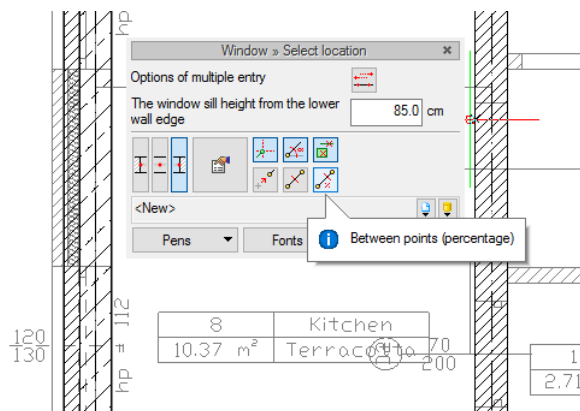 hp
Window » Select location
Options of multiple entry
The window sill height from the lower
wall edge
85.0 cm
<New>
Pens
Fonts
Between points (percentage)
hp = 112
8 Kitchen
10.37 m² Terracotta
70
200
120
130
1
2.71